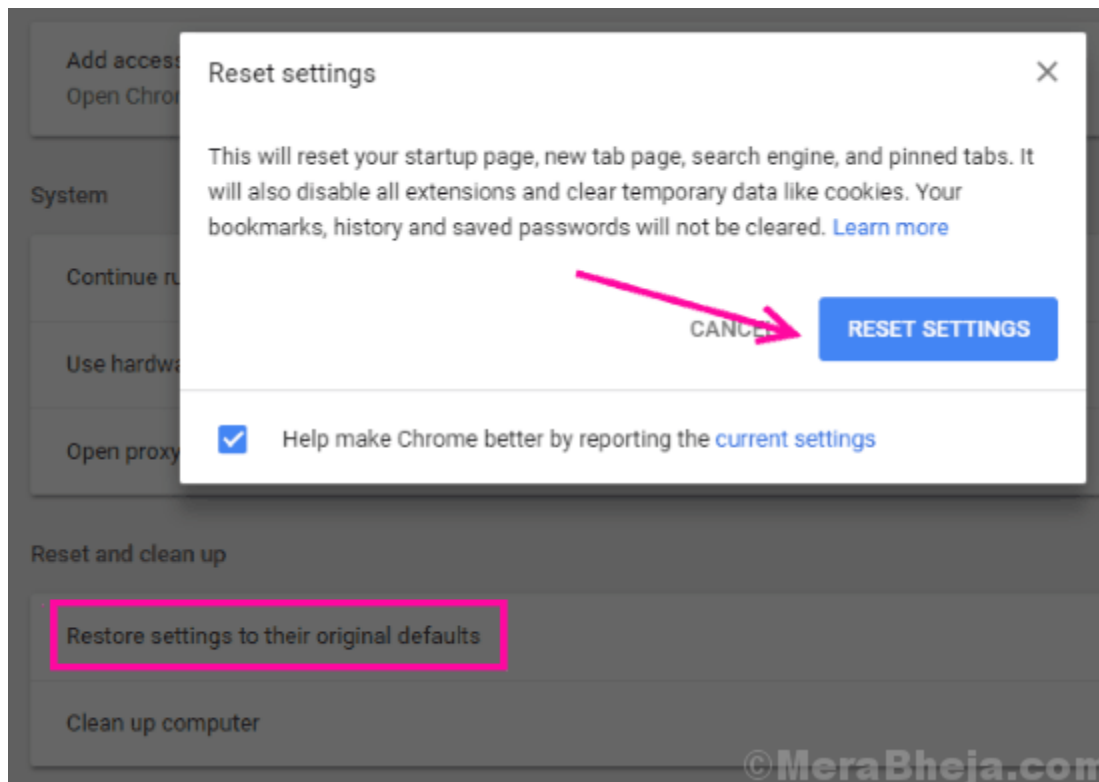 Add access
Open Chro
Reset settings
This will reset your startup page, new tab page, search engine, and pinned tabs. It
will also disable all extensions and clear temporary data like cookies. Your
bookmarks, history and saved passwords will not be cleared. Learn more
System
Continue ru
CANCEL RESET SETTINGS
Use hardwa
Help make Chrome better by reporting the current settings
Open proxy
Reset and clean up
Restore settings to their original defaults
Clean up computer
©MeraBheja.com